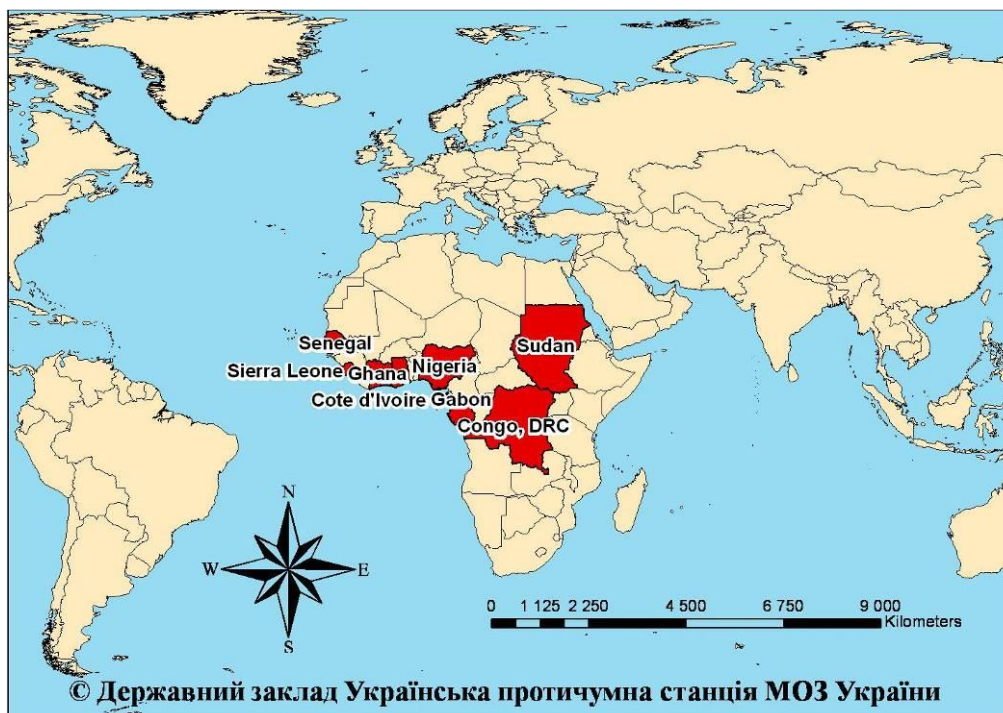 Senegal
Sudan
Sierra Leone
Ghana
Nigeria
Cote d'Ivoire
Gabon
Congo, DRC
N
W
E
S
0 1 125 2 250 4 500 6 750 9 000
Kilometers
© Державний заклад Українська протичумна станція МОЗ України